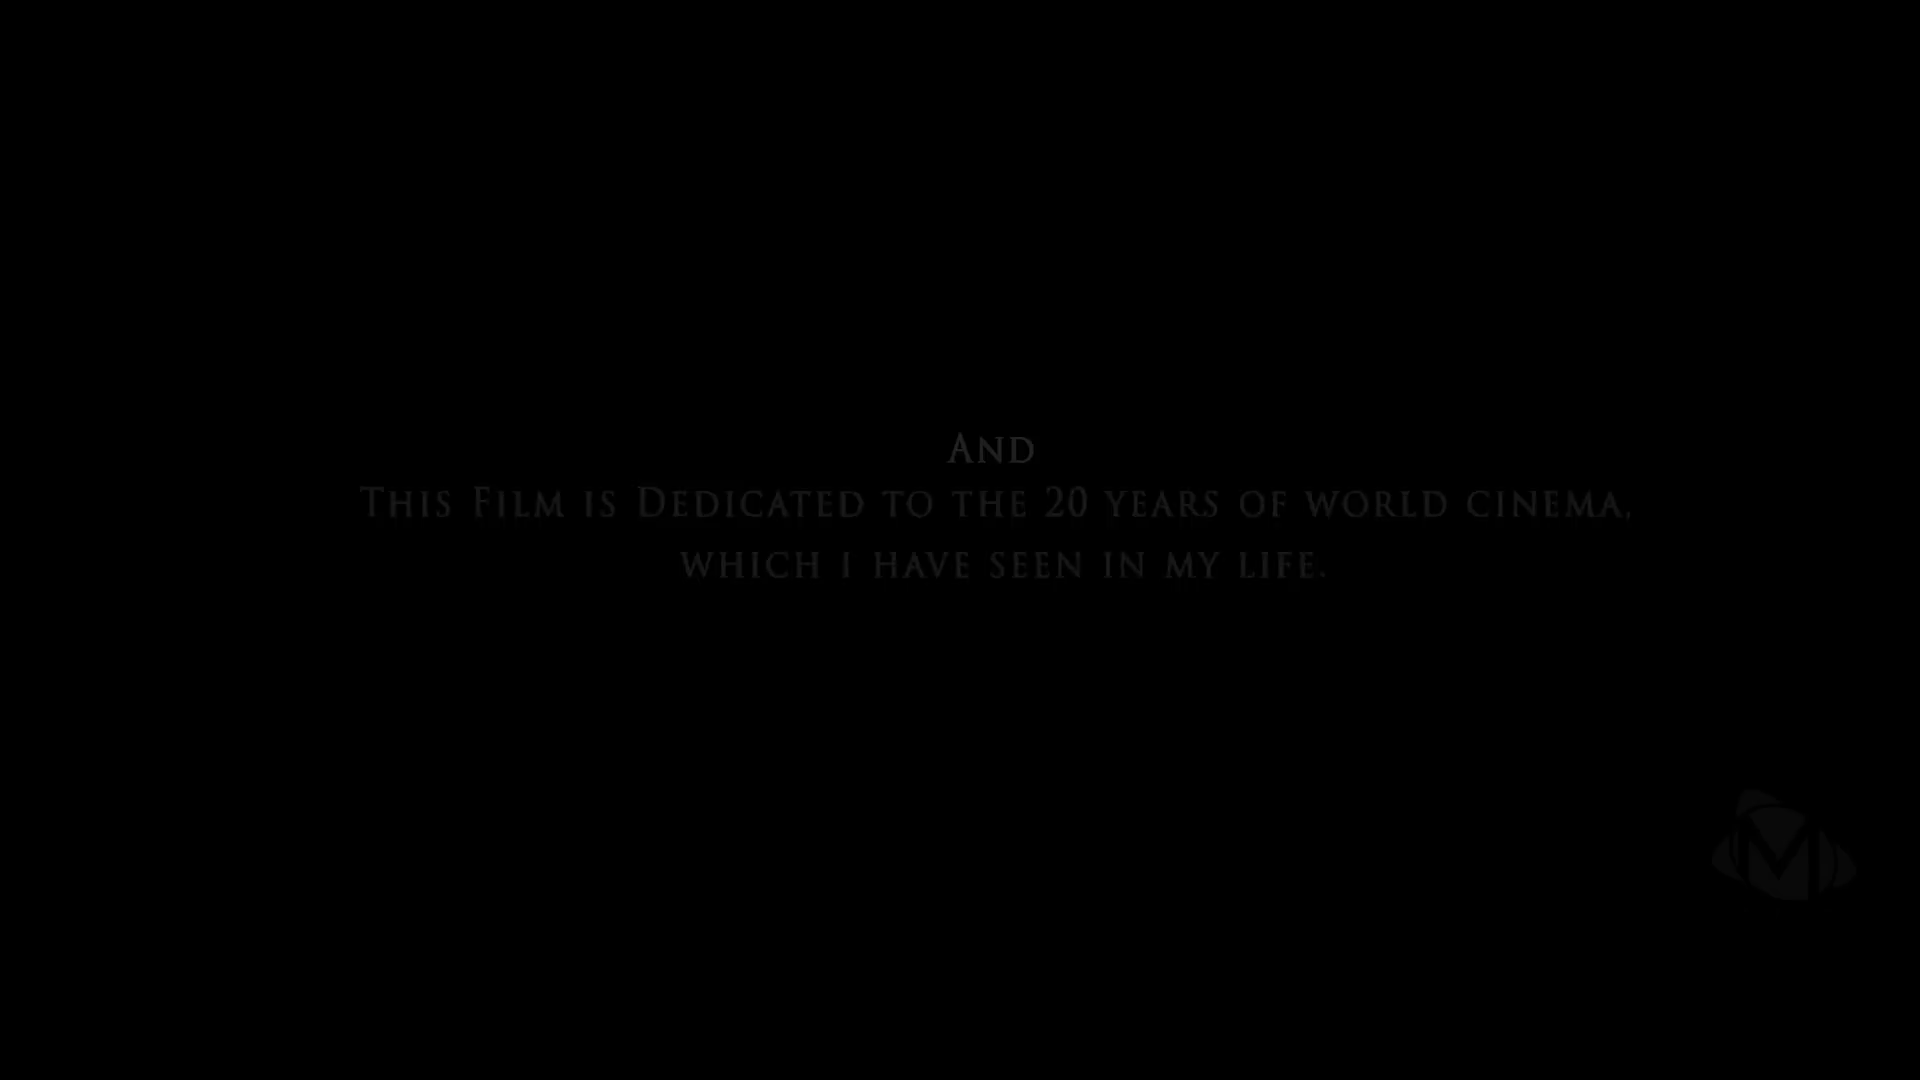 And
This Film is Dedicated to the 20 years of world cinema,
which i have seen in my life.